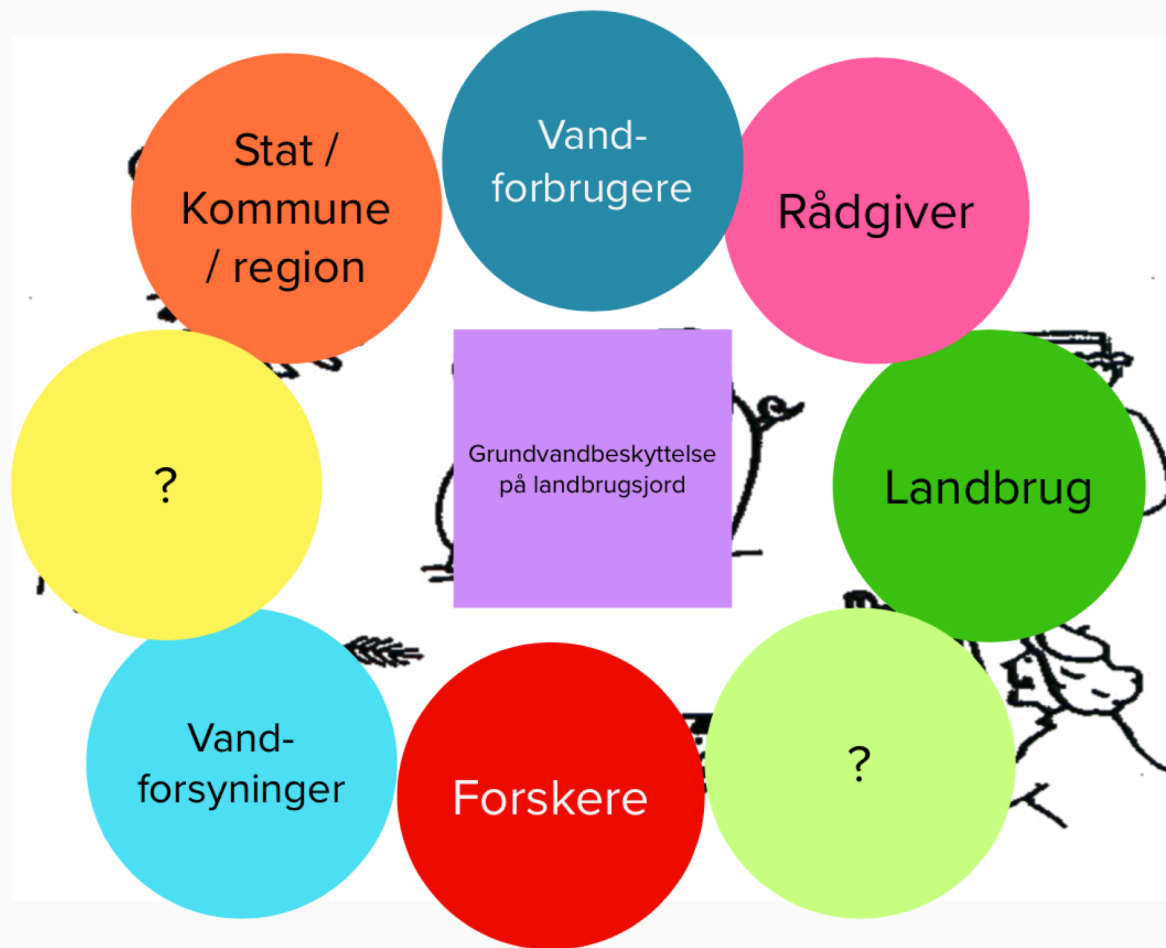 Stat /
Kommune
/ region
Vand-
forbrugere
Rådgiver
?
Grundvandbeskyttelse
på landbrugsjord
Landbrug
Vand-
forsyninger
Forskere
?